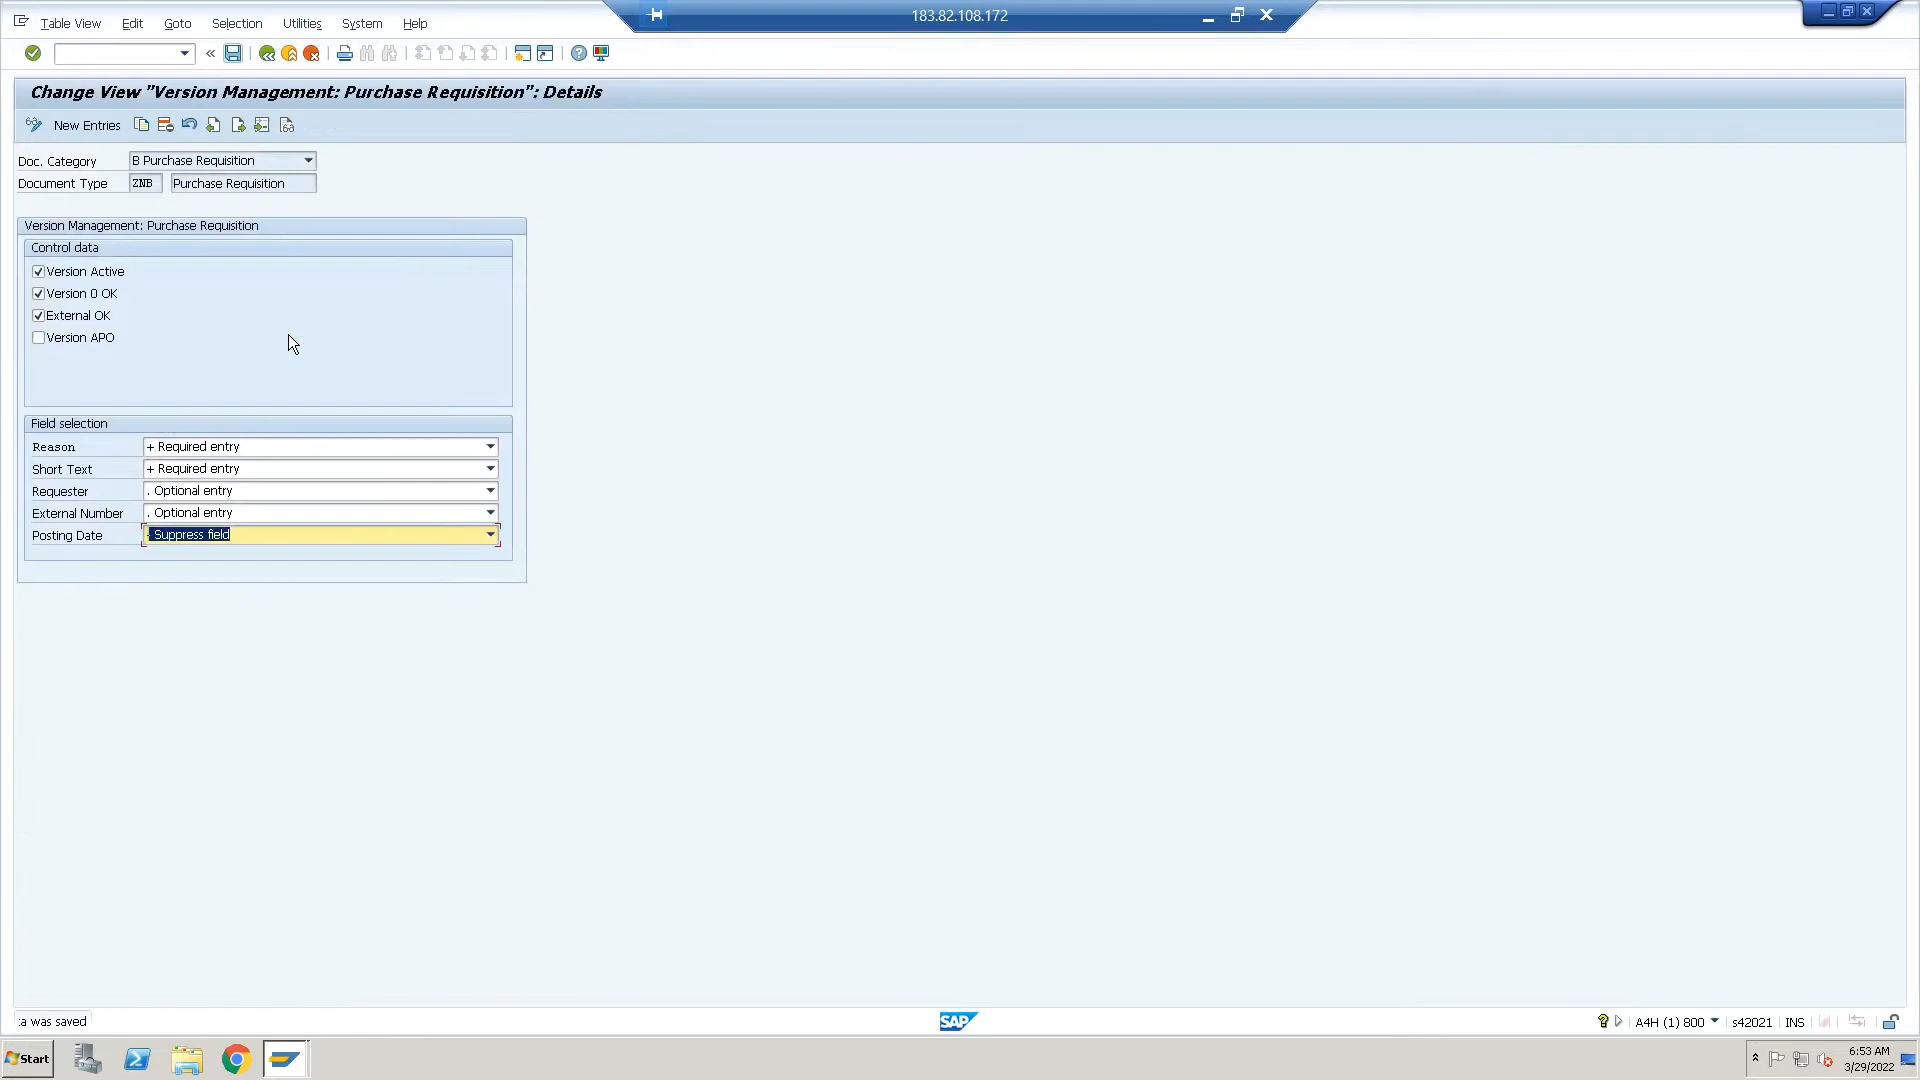 183.82.108.172
Table View Edit Goto Selection Utilities System Help
Change View "Version Management: Purchase Requisition": Details
New Entries
Doc. Category B Purchase Requisition
Document Type ZNB Purchase Requisition
Version Management: Purchase Requisition
Control data
Version Active
Version 0 OK
External OK
Version APO
Field selection
Reason + Required entry
Short Text + Required entry
Requester . Optional entry
External Number . Optional entry
Posting Date - Suppress field
:a was saved
SAP
A4H (1) 800 s42021 INS
Start
6:53 AM
3/29/2022